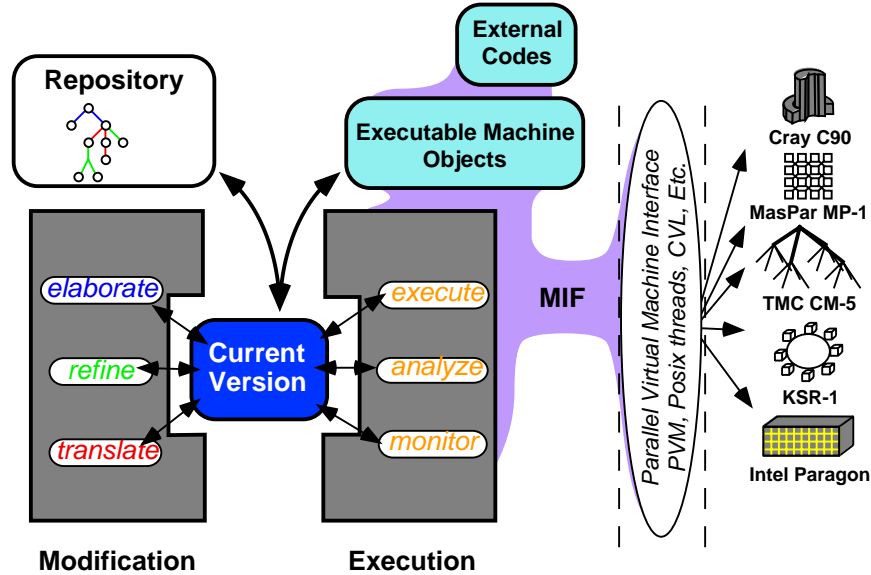 External
Codes
Repository
Executable Machine
Objects
elaborate
refine
translate
Current
Version
execute
analyze
monitor
MIF
Parallel Virtual Machine Interface
PVM, Posix threads, CVL, Etc.
Cray C90
MasPar MP-1
TMC CM-5
KSR-1
Intel Paragon
Modification
Execution